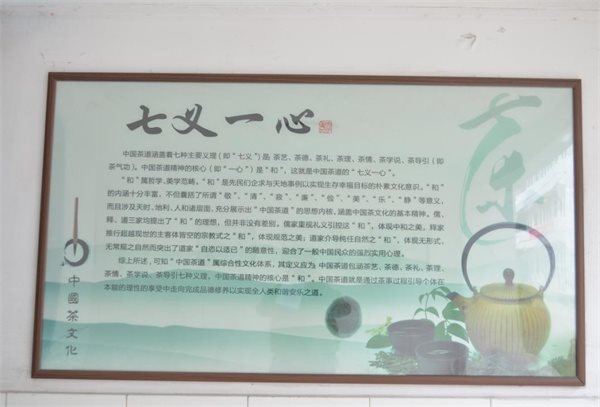 七义一心
茶
中国茶道涵盖着七种主要义理(即“七义”)是:茶艺、茶德、茶礼、茶理、茶情、茶学说、茶导引(即
茶气功)。中国茶道精神的核心(即“一心”)是“和”。这就是中国茶道的“七义一心”。
“和”属哲学、美学范畴,“和”是先民们企求与天地事例以实现生存幸福目标的朴素文化意识。“和”
的内涵十分丰富,不但囊括了所谓“敬”、“清”、“寂”、“廉”、“俭”、“美”、“乐”、“静”等意义,
而且涉及天时、地利、人和诸层面。充分展示出“中国茶道”的思想内核,涵盖中国茶文化的基本精神。儒、
释、道三家均提出了“和”的理想,但并非没有差别,儒家重视礼义引控这“和”,体现中和之美。释家
推行超越现世的主客体皆空的宗教式之“和”,体现规范之美;道家介导纯任自然之“和”,体现无形式、
无常规之自然而突出了道家“自恣以适已”的随意性,迎合了一般中国民众的强烈实用心理。
综上所述,可知“中国茶道”属综合性文化体系,其定义应为:中国茶道包涵茶艺、茶德、茶礼、茶理、
茶情、茶学说、茶导引七种义理,中国茶道精神的核心是“和”。中国茶道就是通过茶事过程引导个体在
本能的理性的享受中走向完成品德修养以实现全人类和谐安乐之道。
中國茶文化